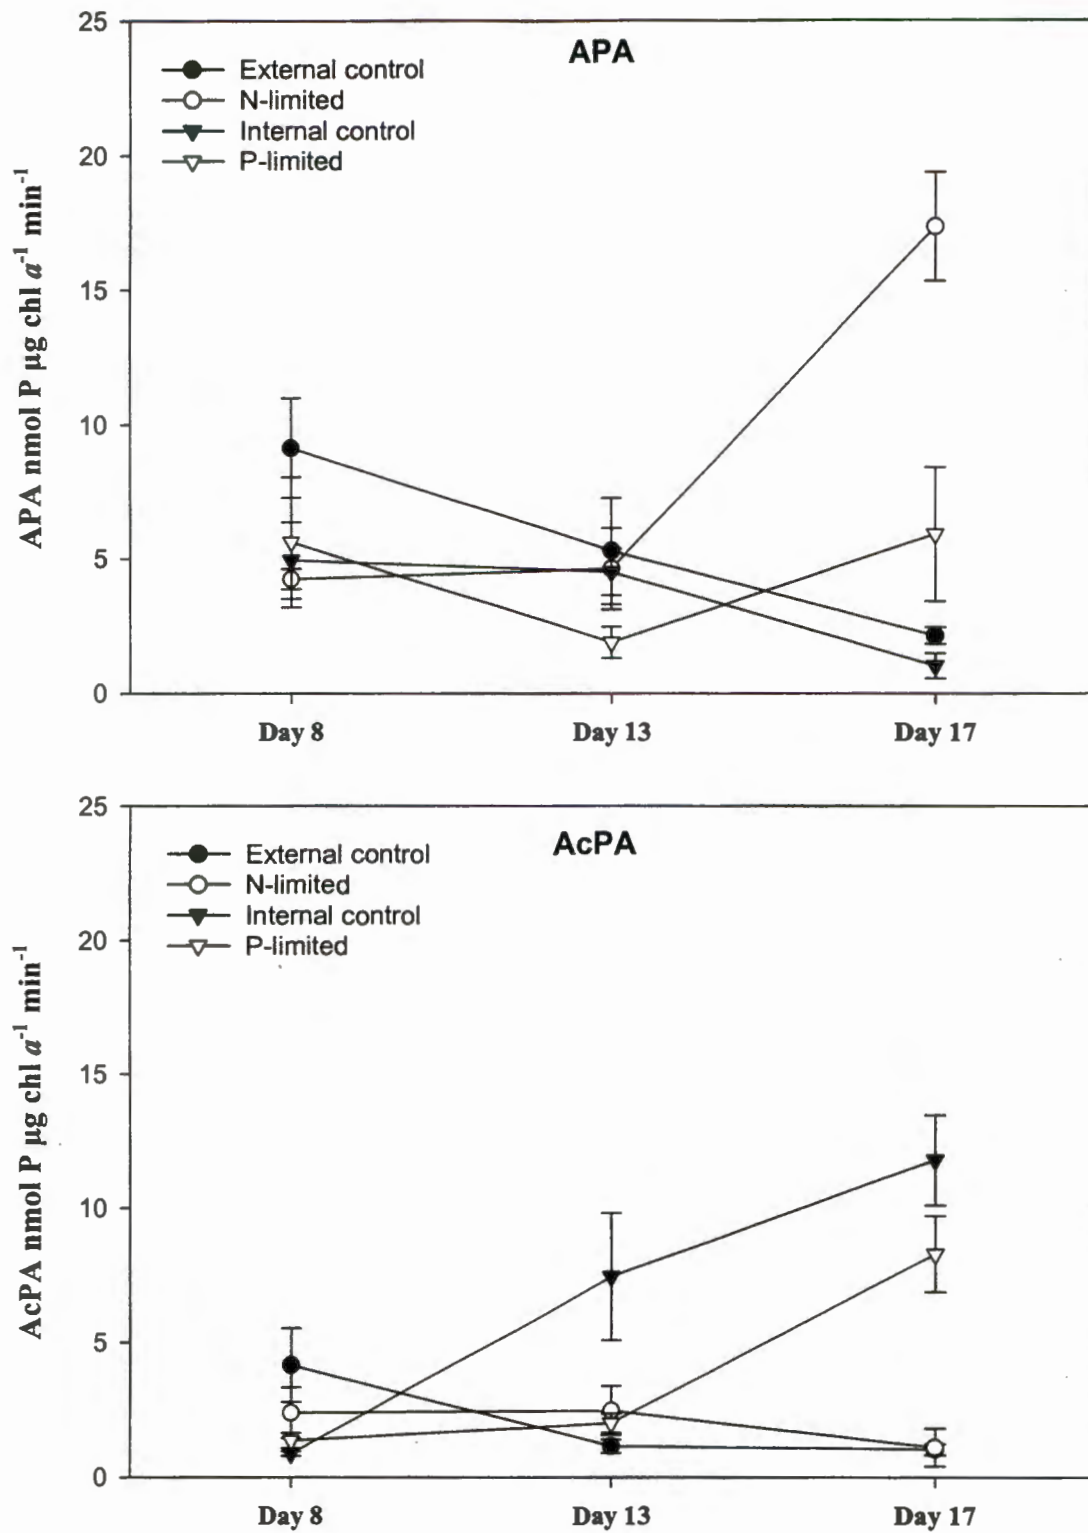 APA
External control
N-limited
Internal control
P-limited
25
20
15
10
5
0
APA nmol P µg chl a⁻¹ min⁻¹
Day 8
Day 13
Day 17
AcPA
External control
N-limited
Internal control
P-limited
25
20
15
10
5
0
AcPA nmol P µg chl a⁻¹ min⁻¹
Day 8
Day 13
Day 17